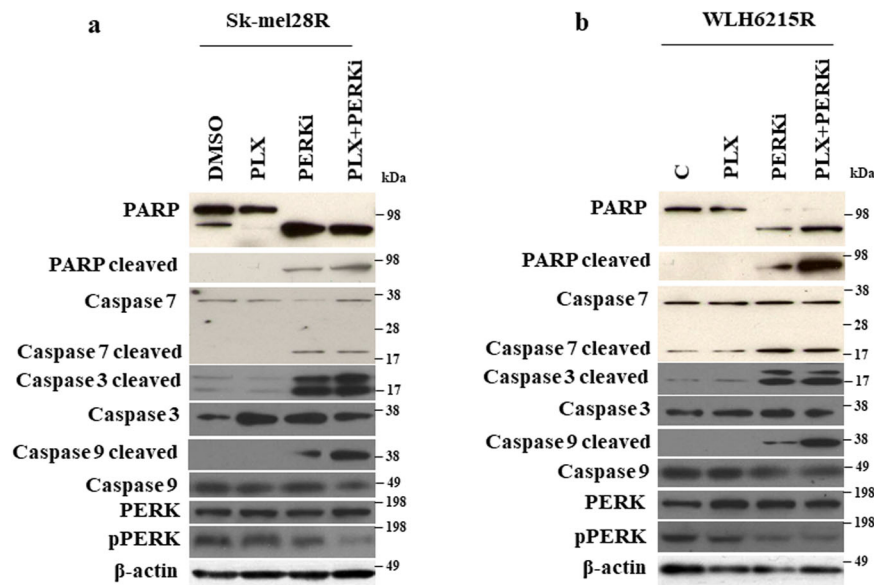 a
Sk-mel28R
DMSO
PLX
PERKi
PLX+PERKi
kDa
PARP
98
PARP cleaved
98
Caspase 7
38
28
Caspase 7 cleaved
17
Caspase 3 cleaved
17
Caspase 3
38
Caspase 9 cleaved
38
Caspase 9
49
PERK
198
pPERK
198
β-actin
49
b
WLH6215R
C
PLX
PERKi
PLX+PERKi
kDa
PARP
98
PARP cleaved
98
Caspase 7
38
28
Caspase 7 cleaved
17
Caspase 3 cleaved
17
Caspase 3
38
Caspase 9 cleaved
38
Caspase 9
49
PERK
198
pPERK
198
β-actin
49